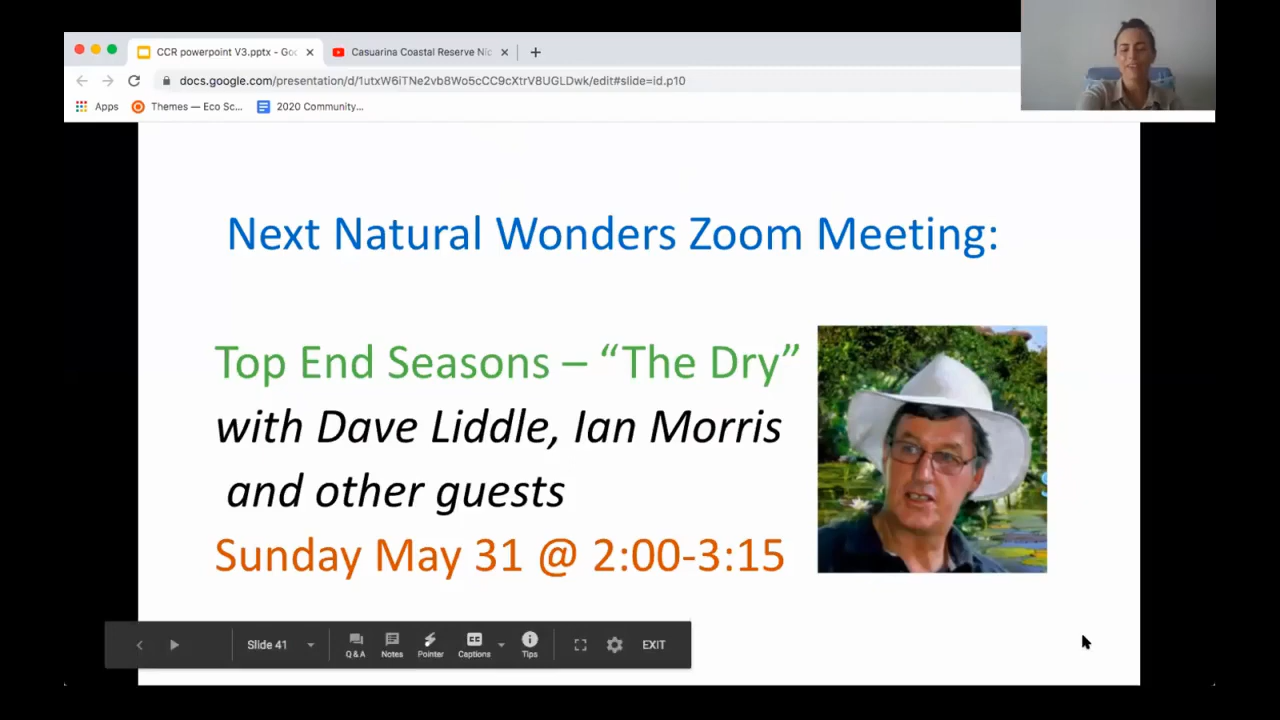 CCR powerpoint V3.pptx - Goo
Casuarina Coastal Reserve Nic
docs.google.com/presentation/d/1utxW6iTNe2vb8Wo5cCC9cXtrV8UGLDwk/edit#slide=id.p10
Apps
Themes — Eco Sc...
2020 Community...
Next Natural Wonders Zoom Meeting:
Top End Seasons – “The Dry”
with Dave Liddle, Ian Morris
and other guests
Sunday May 31 @ 2:00-3:15
Slide 41
Q & A
Notes
Pointer
CC
Captions
Tips
EXIT